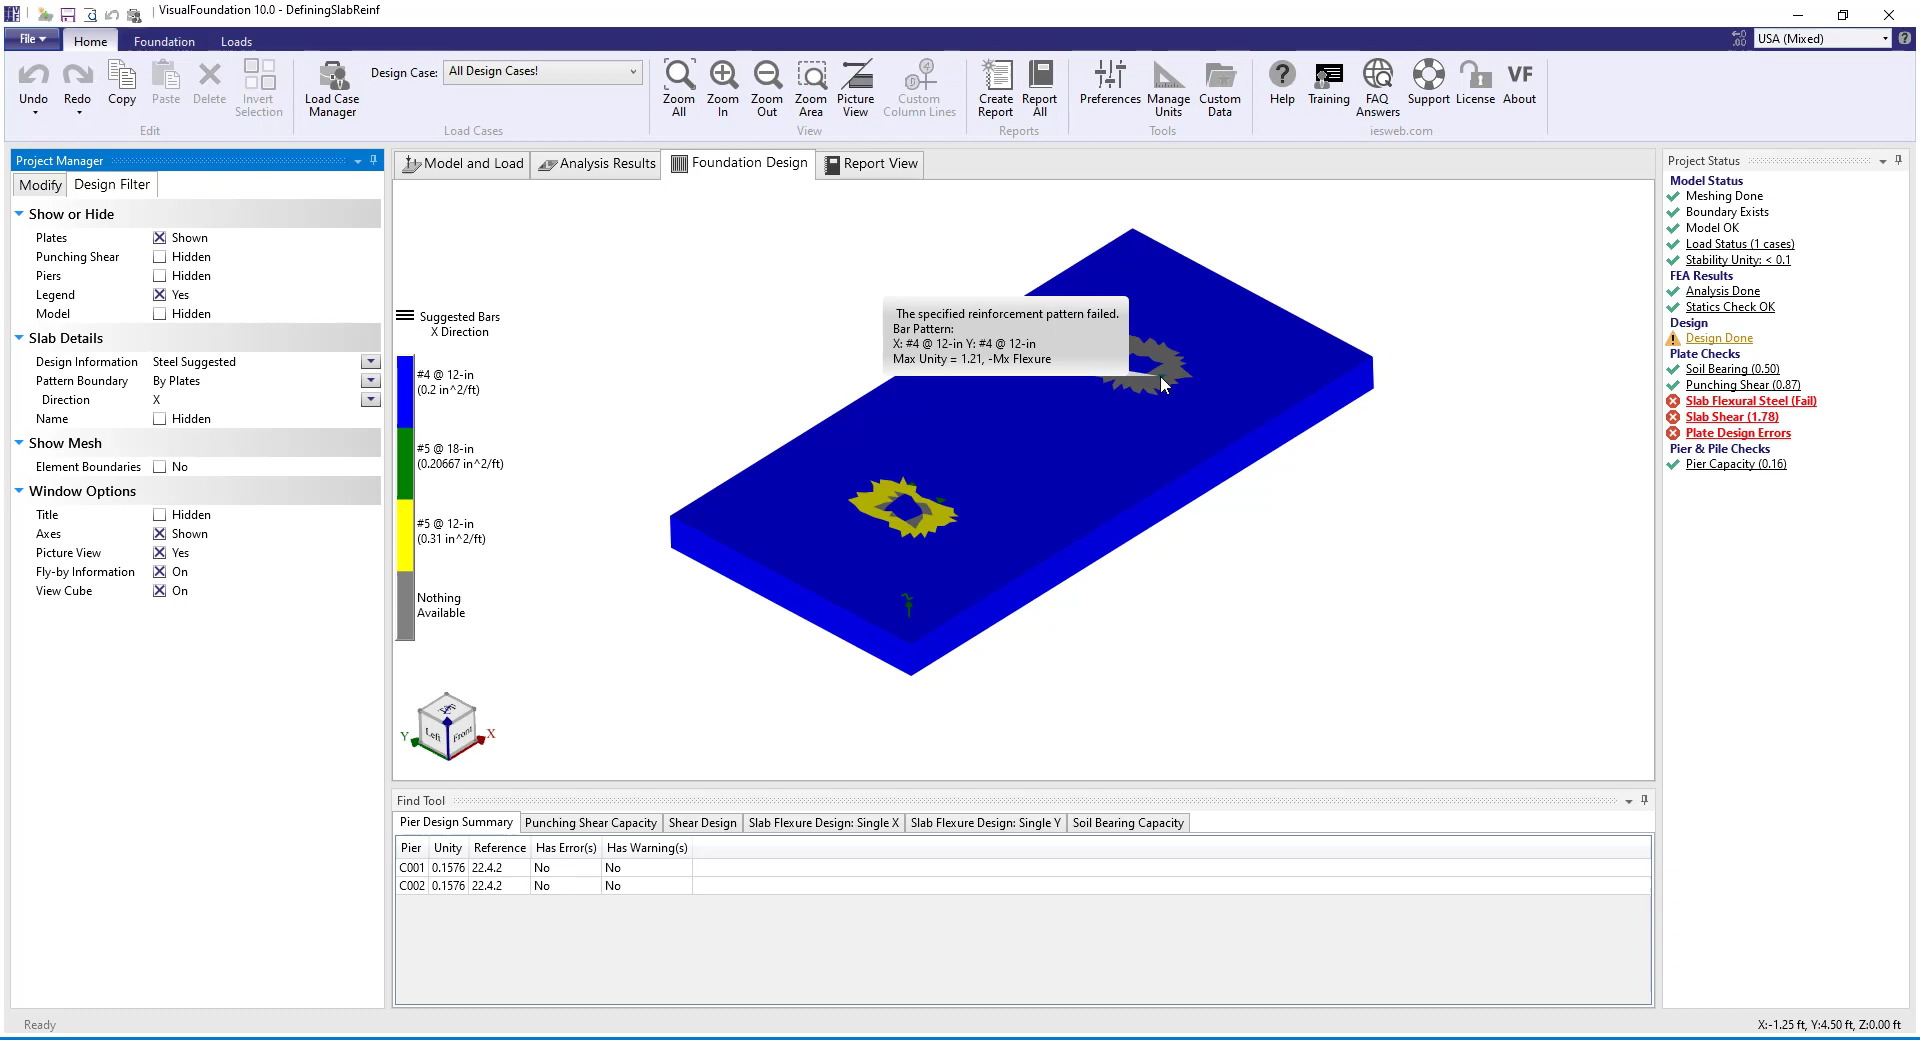 VisualFoundation 10.0 - DefiningSlabReinf
File Home Foundation Loads
USA (Mixed)
Undo Redo Copy Paste Delete Invert Selection
Edit
Load Case Manager
Design Case: All Design Cases!
Load Cases
Zoom All Zoom In Zoom Out Zoom Area Picture View Custom Column Lines
View
Create Report Report All
Reports
Preferences Manage Units Custom Data
Tools
Help Training FAQ Answers Support License VF About
iesweb.com
Project Manager
Modify Design Filter
Show or Hide
Plates Shown
Punching Shear Hidden
Piers Hidden
Legend Yes
Model Hidden
Slab Details
Design Information Steel Suggested
Pattern Boundary By Plates
Direction X
Name Hidden
Show Mesh
Element Boundaries No
Window Options
Title Hidden
Axes Shown
Picture View Yes
Fly-by Information On
View Cube On
Model and Load Analysis Results Foundation Design Report View
Suggested Bars
X Direction
#4 @ 12-in
(0.2 in^2/ft)
#5 @ 18-in
(0.20667 in^2/ft)
#5 @ 12-in
(0.31 in^2/ft)
Nothing
Available
The specified reinforcement pattern failed.
Bar Pattern:
X: #4 @ 12-in Y: #4 @ 12-in
Max Unity = 1.21, -Mx Flexure
Left Front
Y X
Find Tool
Pier Design Summary Punching Shear Capacity Shear Design Slab Flexure Design: Single X Slab Flexure Design: Single Y Soil Bearing Capacity
Pier Unity Reference Has Error(s) Has Warning(s)
C001 0.1576 22.4.2 No No
C002 0.1576 22.4.2 No No
Project Status
Model Status
Meshing Done
Boundary Exists
Model OK
Load Status (1 cases)
Stability Unity: < 0.1
FEA Results
Analysis Done
Statics Check OK
Design
Design Done
Plate Checks
Soil Bearing (0.50)
Punching Shear (0.87)
Slab Flexural Steel (Fail)
Slab Shear (1.78)
Plate Design Errors
Pier & Pile Checks
Pier Capacity (0.16)
Ready
X:-1.25 ft, Y:4.50 ft, Z:0.00 ft